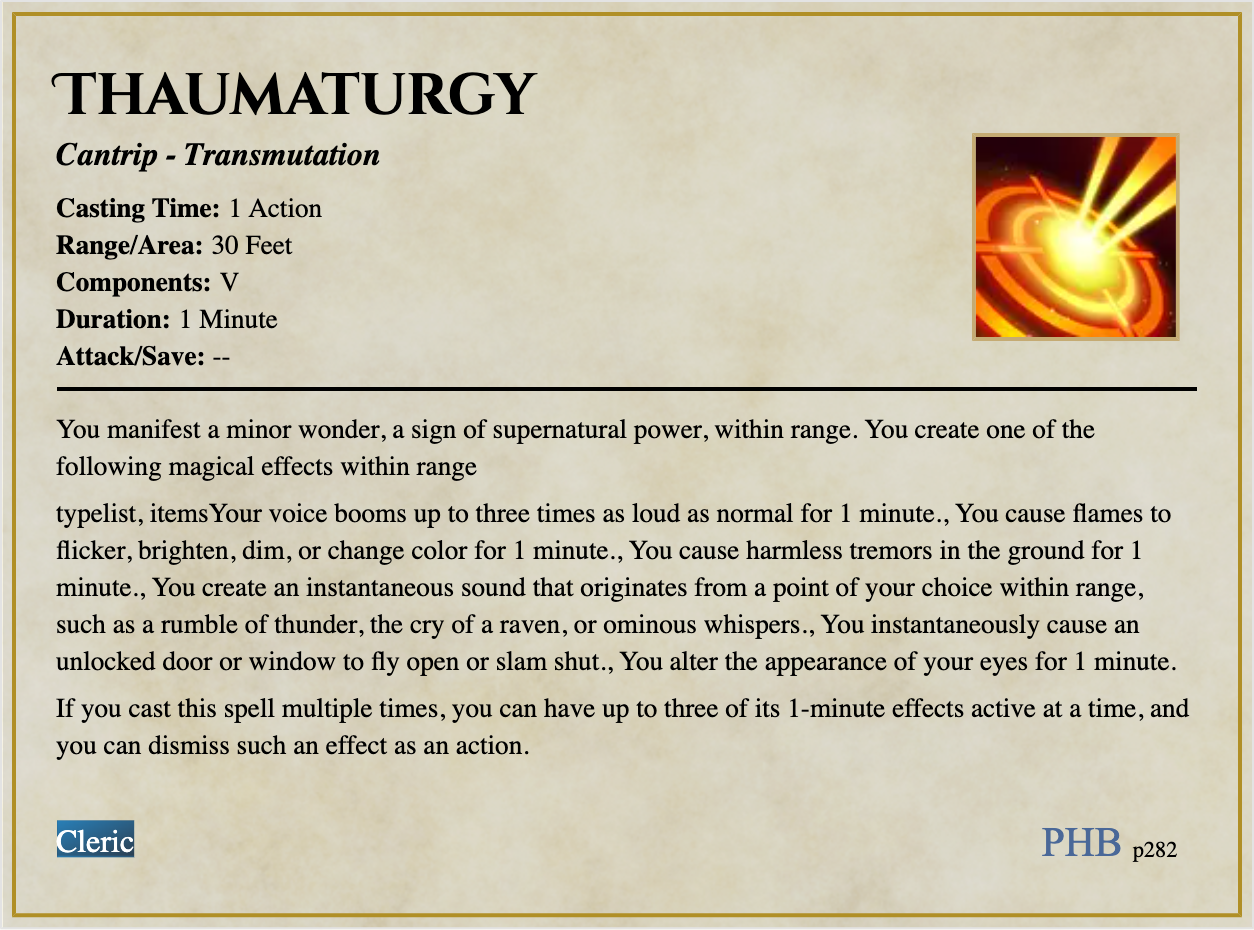 Thaumaturgy
Cantrip - Transmutation
Casting Time: 1 Action
Range/Area: 30 Feet
Components: V
Duration: 1 Minute
Attack/Save: --
You manifest a minor wonder, a sign of supernatural power, within range. You create one of the
following magical effects within range
typelist, itemsYour voice booms up to three times as loud as normal for 1 minute., You cause flames to
flicker, brighten, dim, or change color for 1 minute., You cause harmless tremors in the ground for 1
minute., You create an instantaneous sound that originates from a point of your choice within range,
such as a rumble of thunder, the cry of a raven, or ominous whispers., You instantaneously cause an
unlocked door or window to fly open or slam shut., You alter the appearance of your eyes for 1 minute.
If you cast this spell multiple times, you can have up to three of its 1-minute effects active at a time, and
you can dismiss such an effect as an action.
Cleric
PHB p282